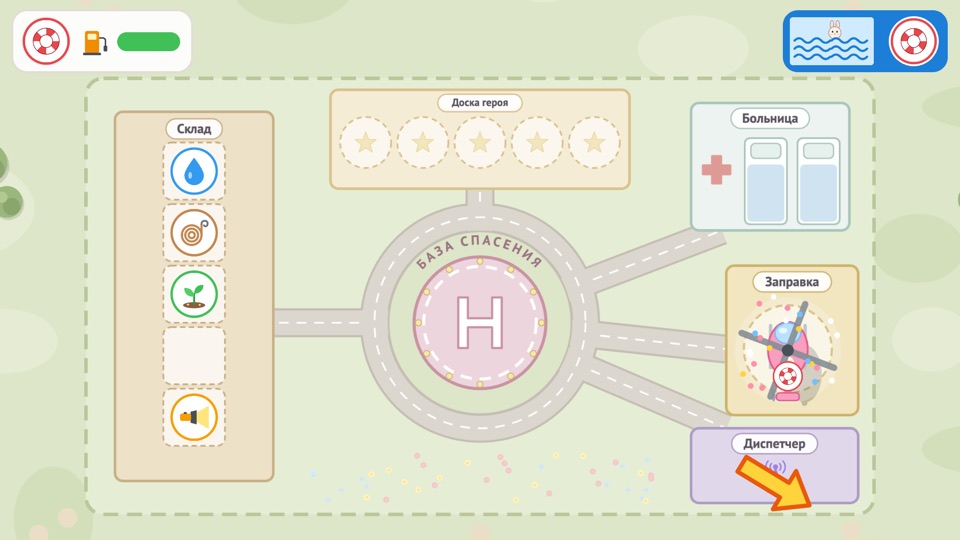 Доска героя
Склад
Больница
БАЗА СПАСЕНИЯ
H
Заправка
Диспетчер